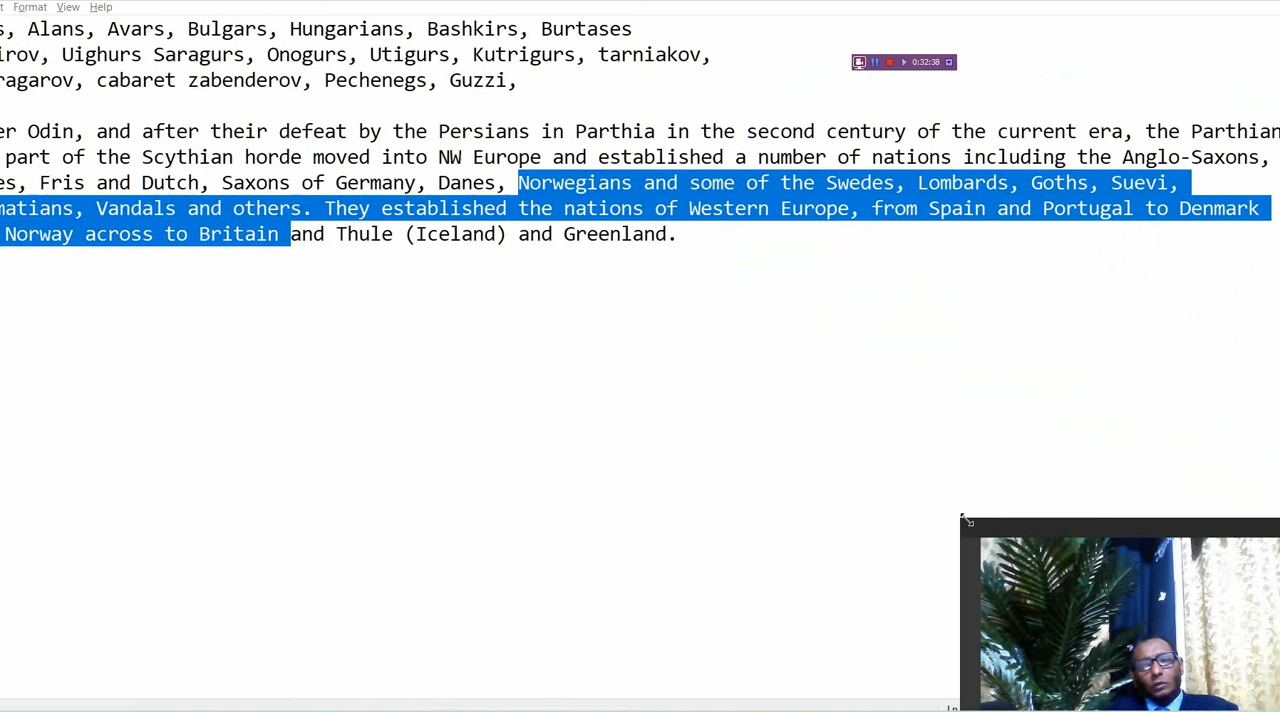 Format View Help
s, Alans, Avars, Bulgars, Hungarians, Bashkirs, Burtases
irov, Uighurs Saragurs, Onogurs, Utigurs, Kutrigurs, tarniakov,
ragarov, cabaret zabenderov, Pechenegs, Guzzi,
0:32:38
er Odin, and after their defeat by the Persians in Parthia in the second century of the current era, the Parthian
part of the Scythian horde moved into NW Europe and established a number of nations including the Anglo-Saxons,
es, Fris and Dutch, Saxons of Germany, Danes, Norwegians and some of the Swedes, Lombards, Goths, Suevi,
matians, Vandals and others. They established the nations of Western Europe, from Spain and Portugal to Denmark
Norway across to Britain and Thule (Iceland) and Greenland.